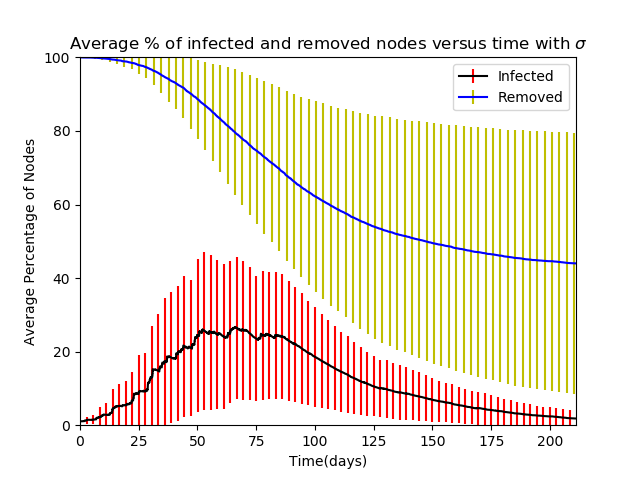 Average % of infected and removed nodes versus time with σ
Average Percentage of Nodes
100
80
60
40
20
0
Infected
Removed
0 25 50 75 100 125 150 175 200
Time(days)